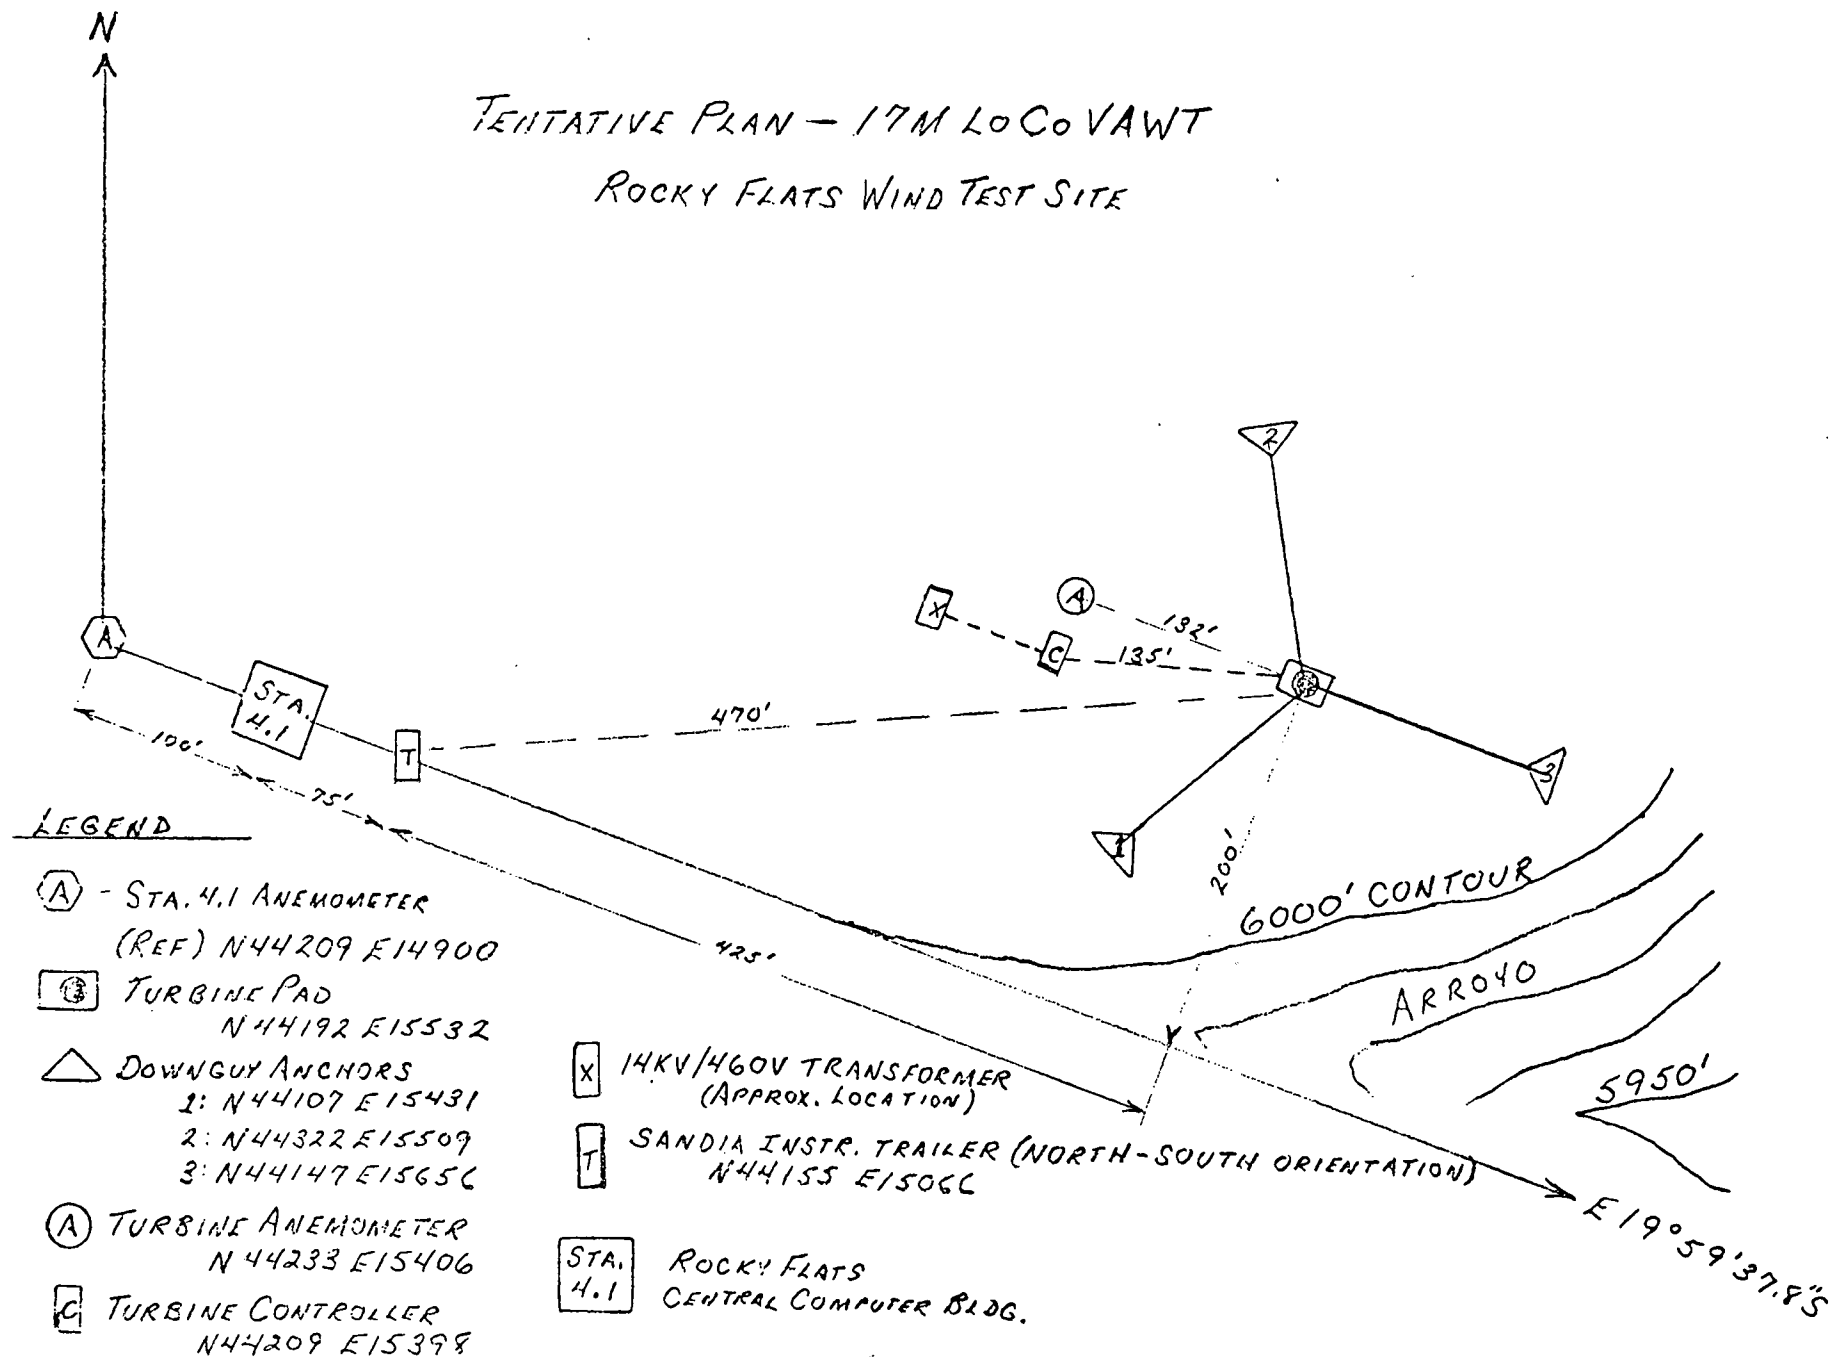 N
TENTATIVE PLAN – 17M LoCo VAWT
ROCKY FLATS WIND TEST SITE
2
X
A
132'
C
135'
A
STA.
4.1
T
470'
3
100'
75'
1
200'
6000' CONTOUR
425'
ARROYO
5950'
E 19° 59' 37.8" S
LEGEND
A - STA. 4.1 ANEMOMETER
(REF) N44209 E14900
TURBINE PAD
N44192 E15532
DOWNGUY ANCHORS
1: N44107 E15431
2: N44322 E15509
3: N44147 E15656
A TURBINE ANEMOMETER
N 44233 E15406
C TURBINE CONTROLLER
N44209 E15398
X 14KV/460V TRANSFORMER
(APPROX. LOCATION)
T SANDIA INSTR. TRAILER (NORTH-SOUTH ORIENTATION)
N44155 E15066
STA.
4.1
ROCKY FLATS
CENTRAL COMPUTER BLDG.